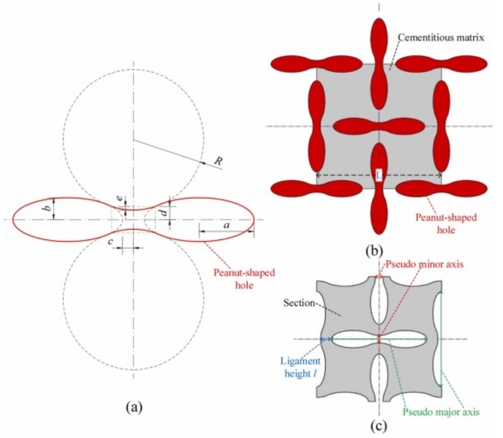 R
e
b
d
a
c
Peanut-shaped
hole
(a)
Cementitious matrix
L
Peanut-shaped
hole
(b)
Pseudo minor axis
Section
Ligament
height l
Pseudo major axis
(c)